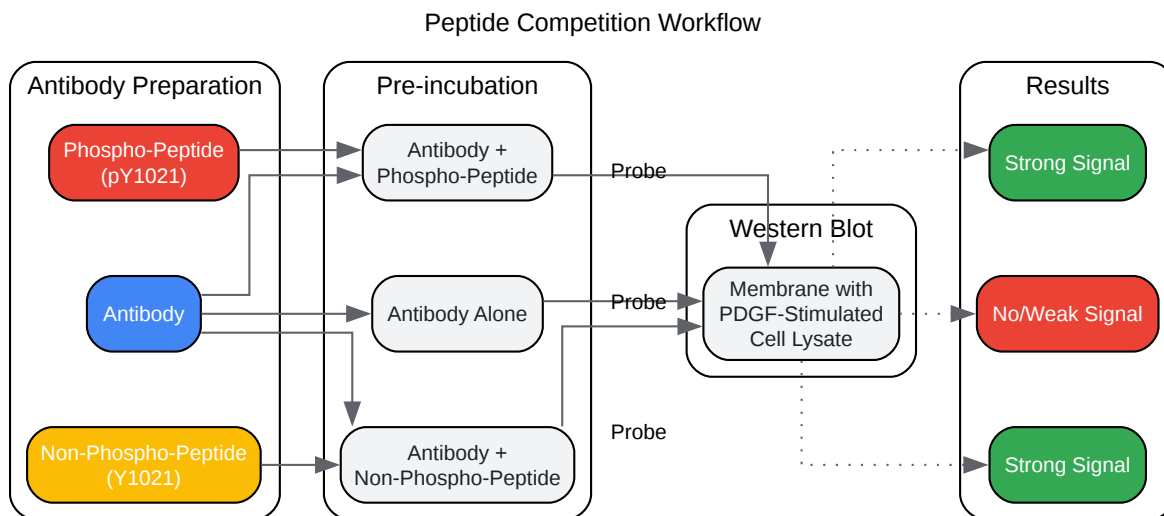 Peptide Competition Workflow
Antibody Preparation
Phospho-Peptide
(pY1021)
Antibody
Non-Phospho-Peptide
(Y1021)
Pre-incubation
Antibody +
Phospho-Peptide
Antibody Alone
Antibody +
Non-Phospho-Peptide
Probe
Probe
Probe
Western Blot
Membrane with
PDGF-Stimulated
Cell Lysate
Results
Strong Signal
No/Weak Signal
Strong Signal